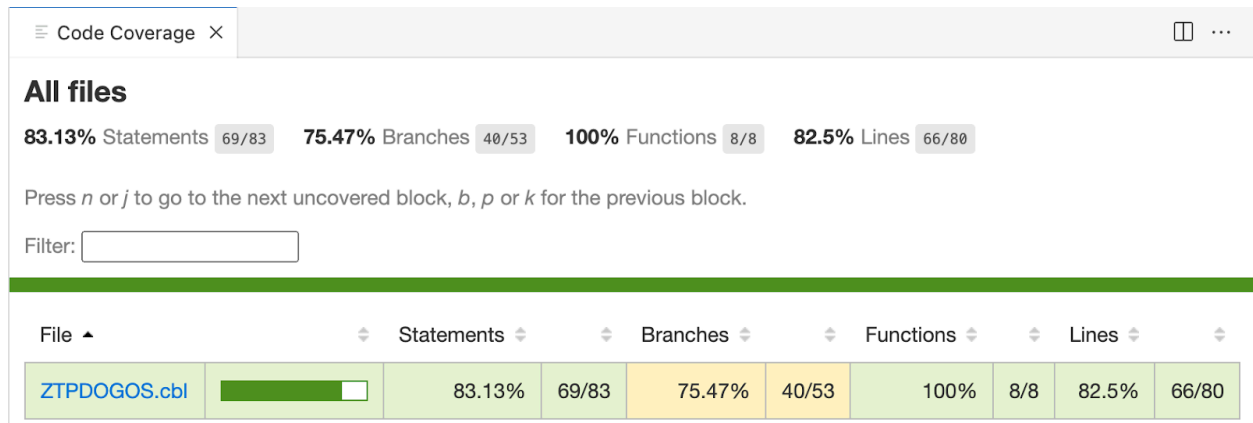 Code Coverage
All files
83.13% Statements 69/83 75.47% Branches 40/53 100% Functions 8/8 82.5% Lines 66/80
Press n or j to go to the next uncovered block, b, p or k for the previous block.
Filter:
File Statements Branches Functions Lines
ZTPDOGOS.cbl 83.13% 69/83 75.47% 40/53 100% 8/8 82.5% 66/80